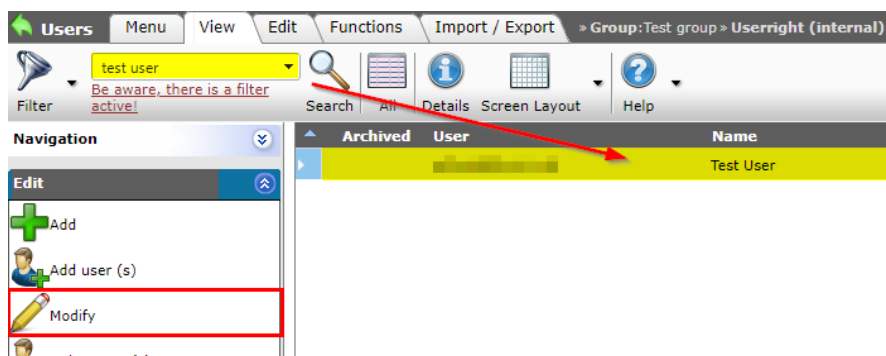 Users Menu View Edit Functions Import / Export » Group:Test group » Userright (internal)
test user
Be aware, there is a filter
active!
Filter Search All Details Screen Layout Help
Navigation
Archived User Name
Test User
Edit
Add
Add user (s)
Modify